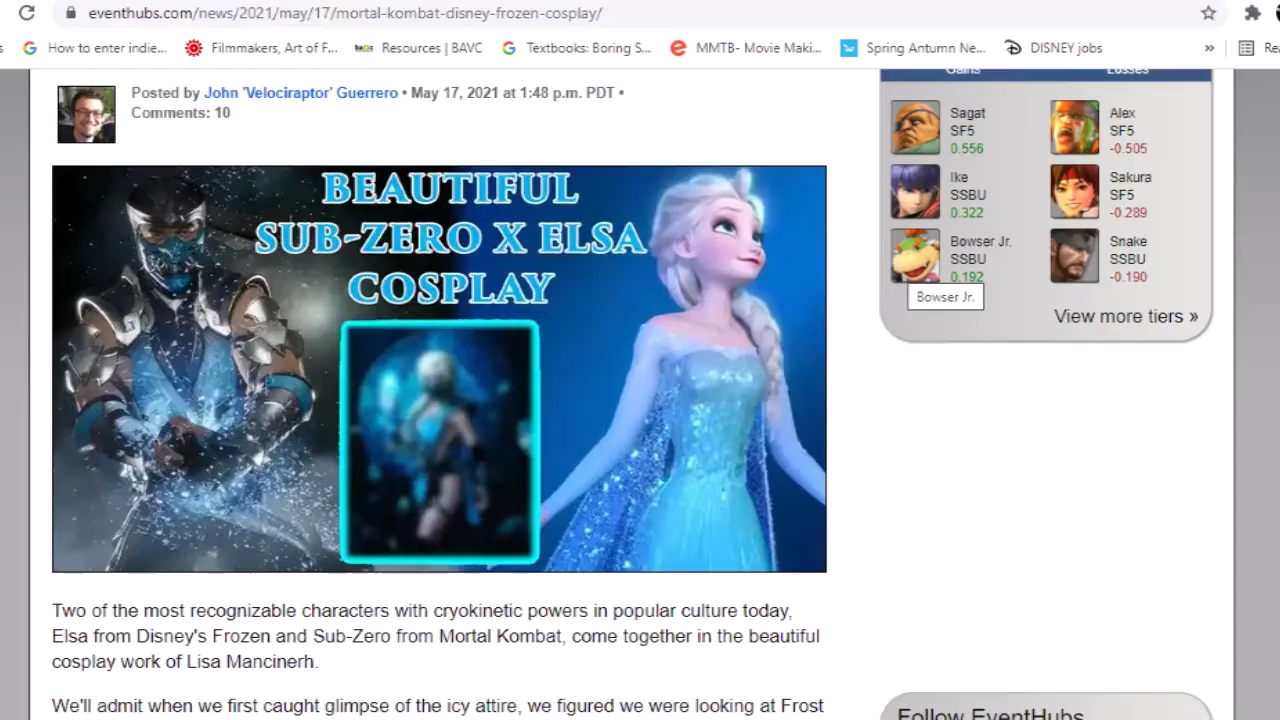 eventhubs.com/news/2021/may/17/mortal-kombat-disney-frozen-cosplay/
How to enter indie... Filmmakers, Art of F... Resources | BAVC Textbooks: Boring S... MMTB- Movie Maki... Spring Antumn Ne... DISNEY jobs »
Posted by John 'Velociraptor' Guerrero • May 17, 2021 at 1:48 p.m. PDT •
Comments: 10
BEAUTIFUL
SUB-ZERO X ELSA
COSPLAY
Two of the most recognizable characters with cryokinetic powers in popular culture today,
Elsa from Disney's Frozen and Sub-Zero from Mortal Kombat, come together in the beautiful
cosplay work of Lisa Mancinerh.
We'll admit when we first caught glimpse of the icy attire, we figured we were looking at Frost
Gains Losses
Sagat Alex
SF5 SF5
0.556 -0.505
Ike Sakura
SSBU SF5
0.322 -0.289
Bowser Jr. Snake
SSBU SSBU
0.192 -0.190
Bowser Jr.
View more tiers »
Follow EventHubs